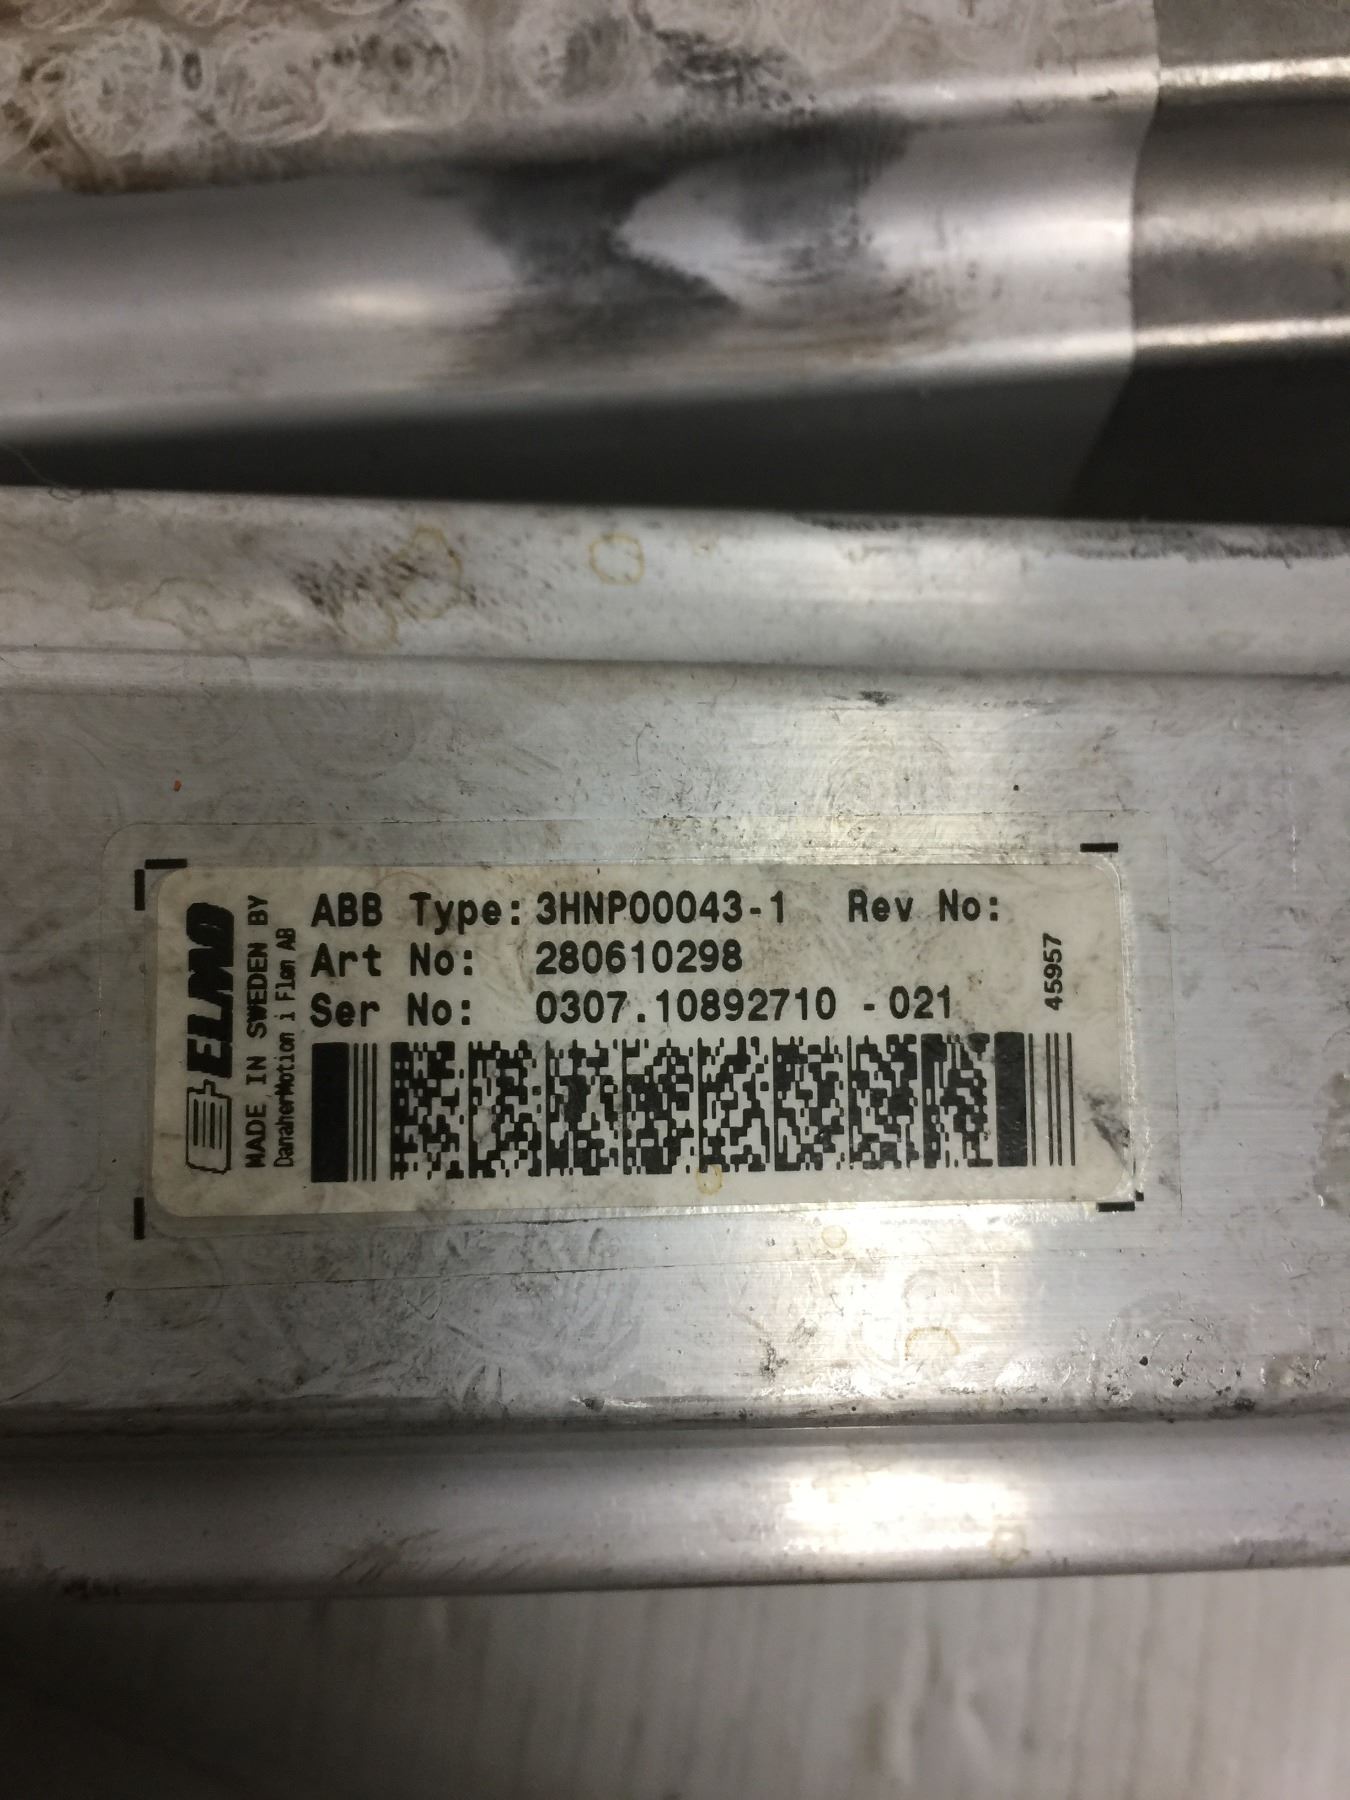 ELMO
MADE IN SWEDEN BY
DanaherMotion i Flen AB
ABB Type: 3HNP00043-1 Rev No:
Art No: 280610298
Ser No: 0307.10892710 -021
45957